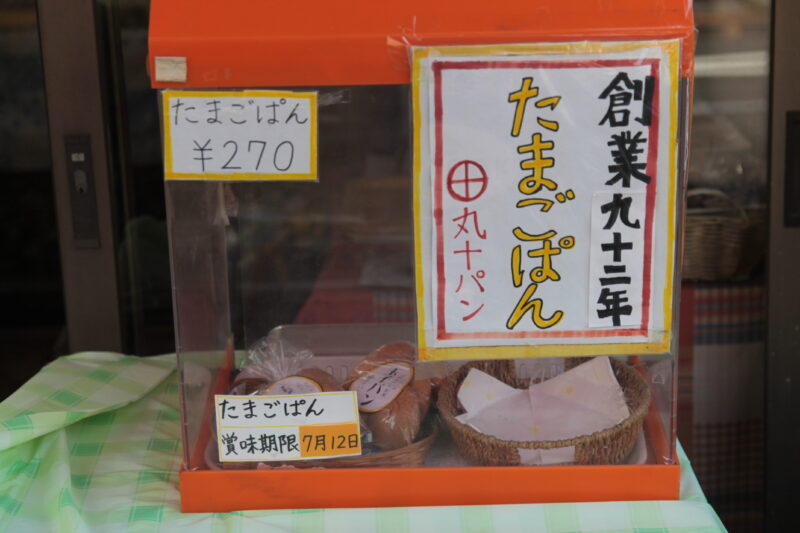 たまごぱん
¥270
創業九十二年
たまごぱん
丸十パン
たまごぱん
賞味期限 7月12日